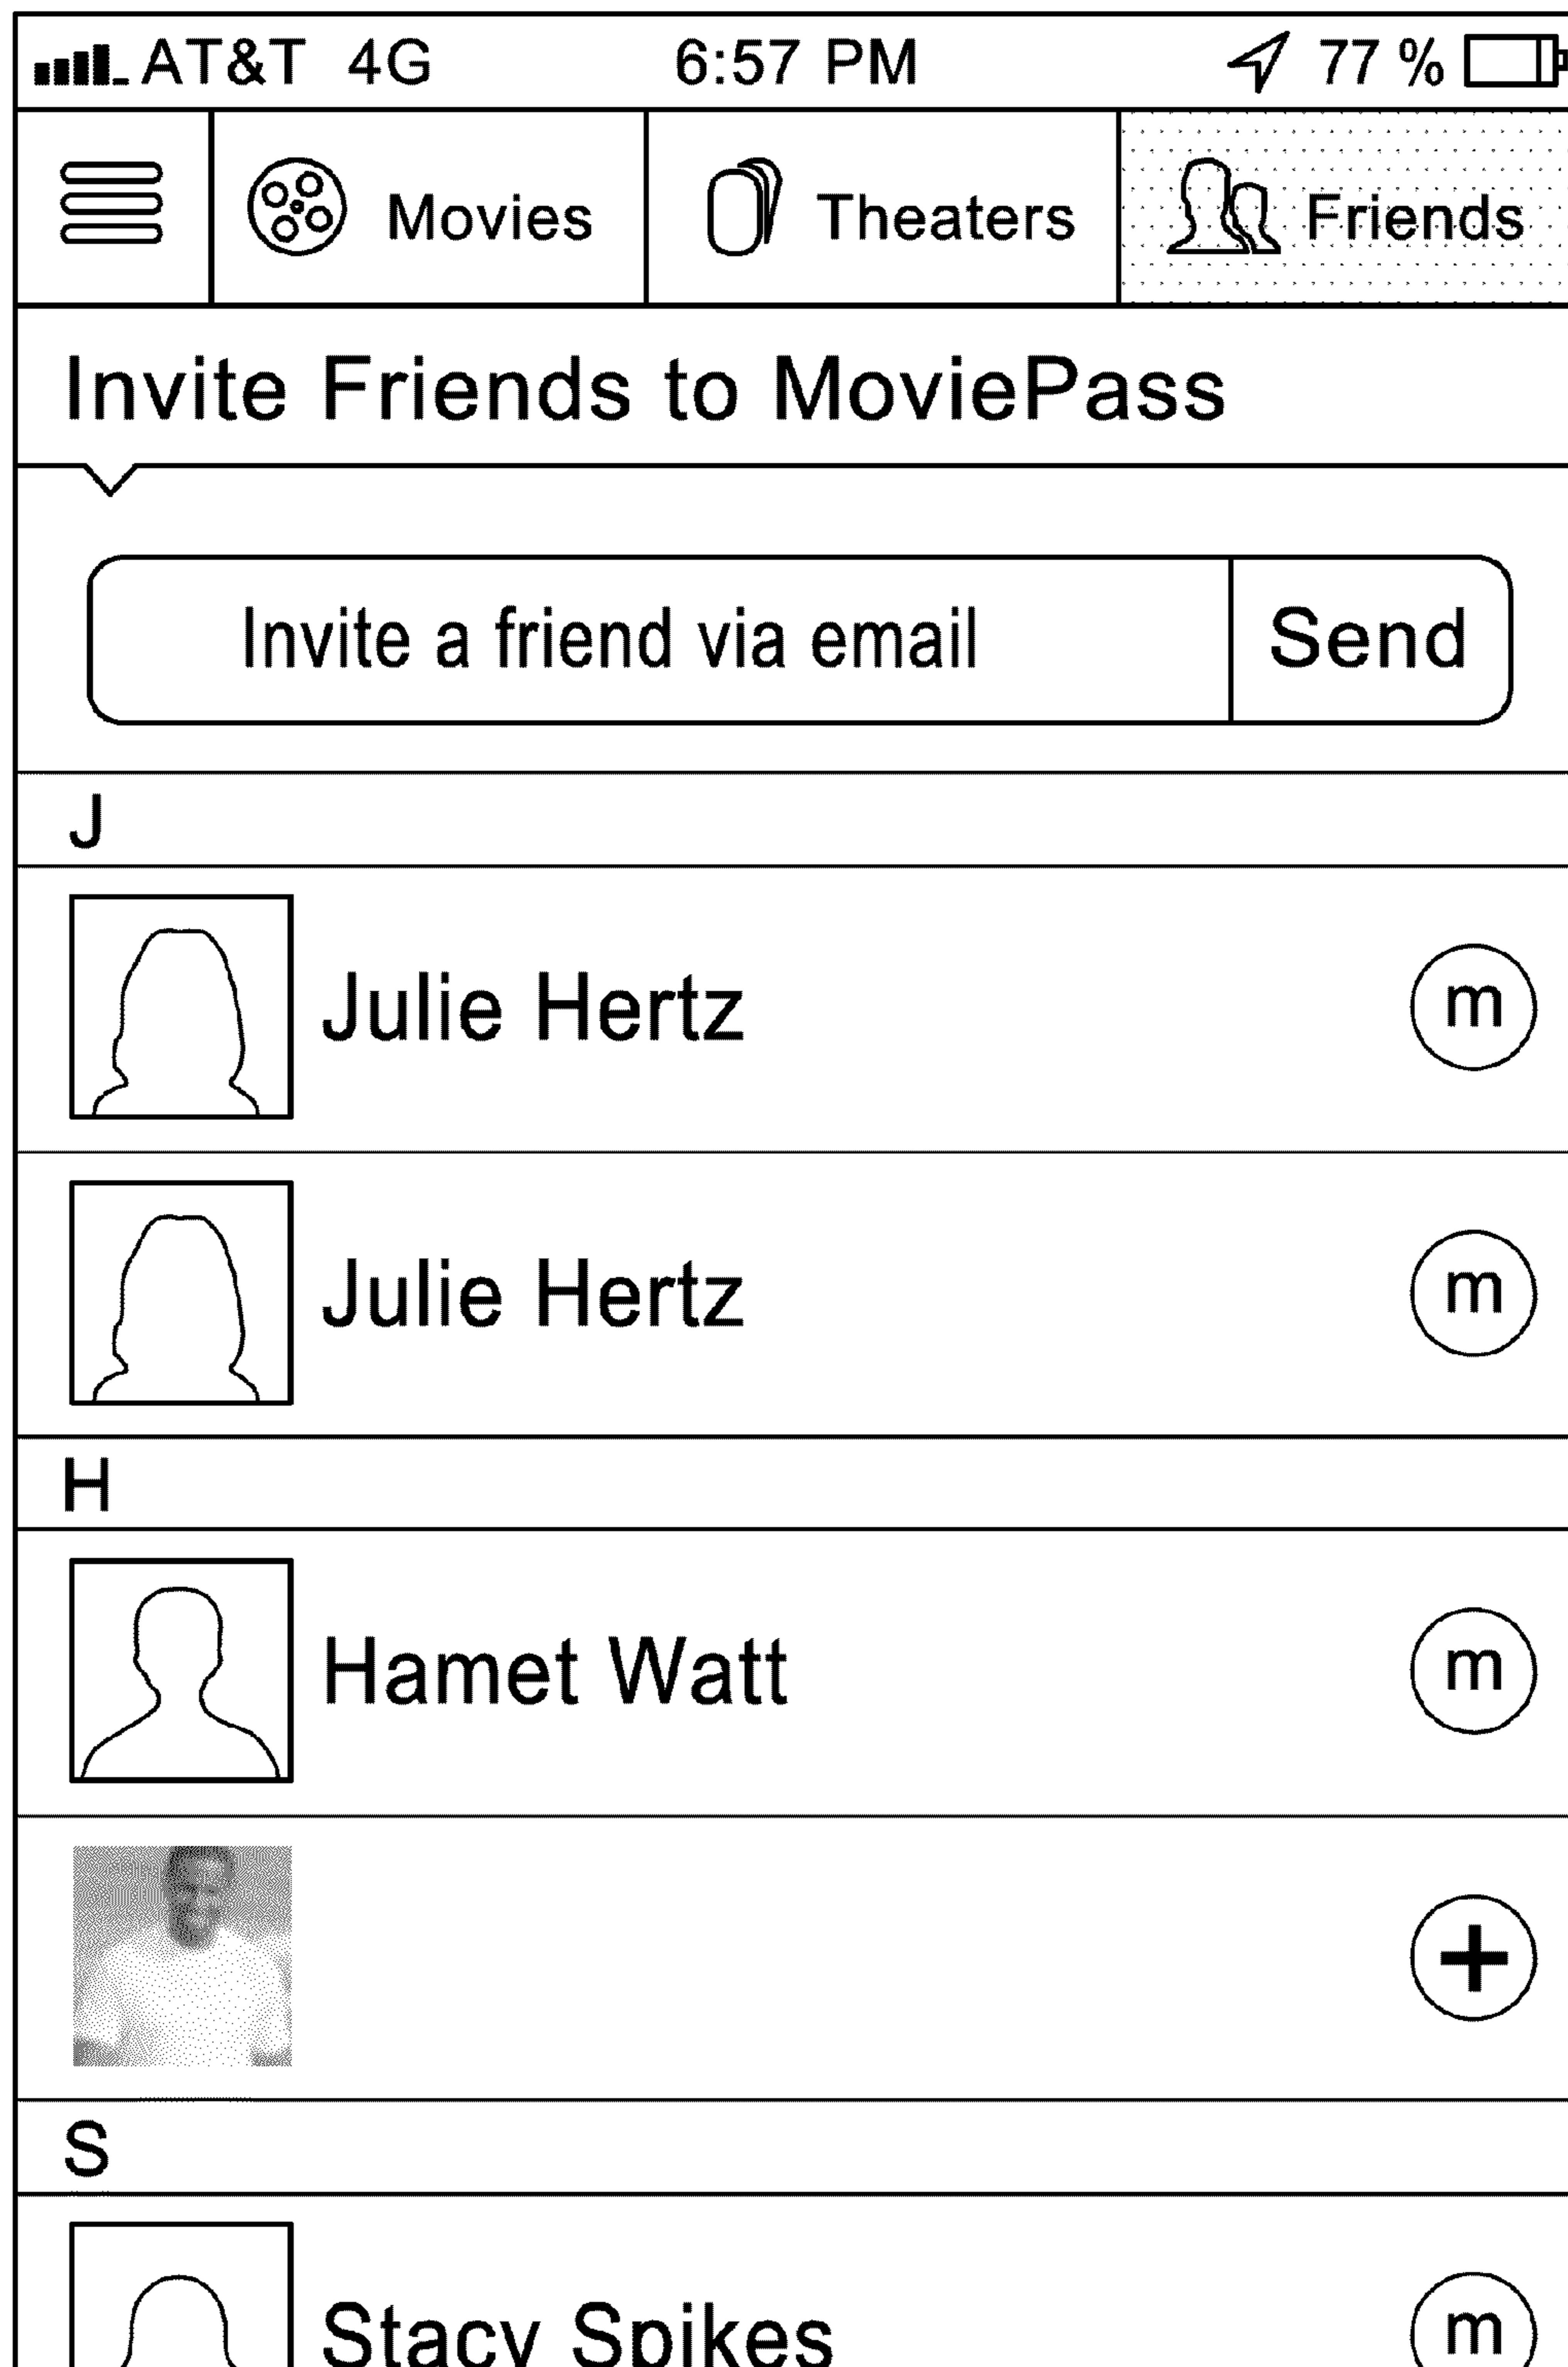 AT&T 4G 6:57 PM 77 %
Movies Theaters Friends
Invite Friends to MoviePass
Invite a friend via email Send
J
Julie Hertz m
Julie Hertz m
H
Hamet Watt m
+
S
Stacy Spikes m